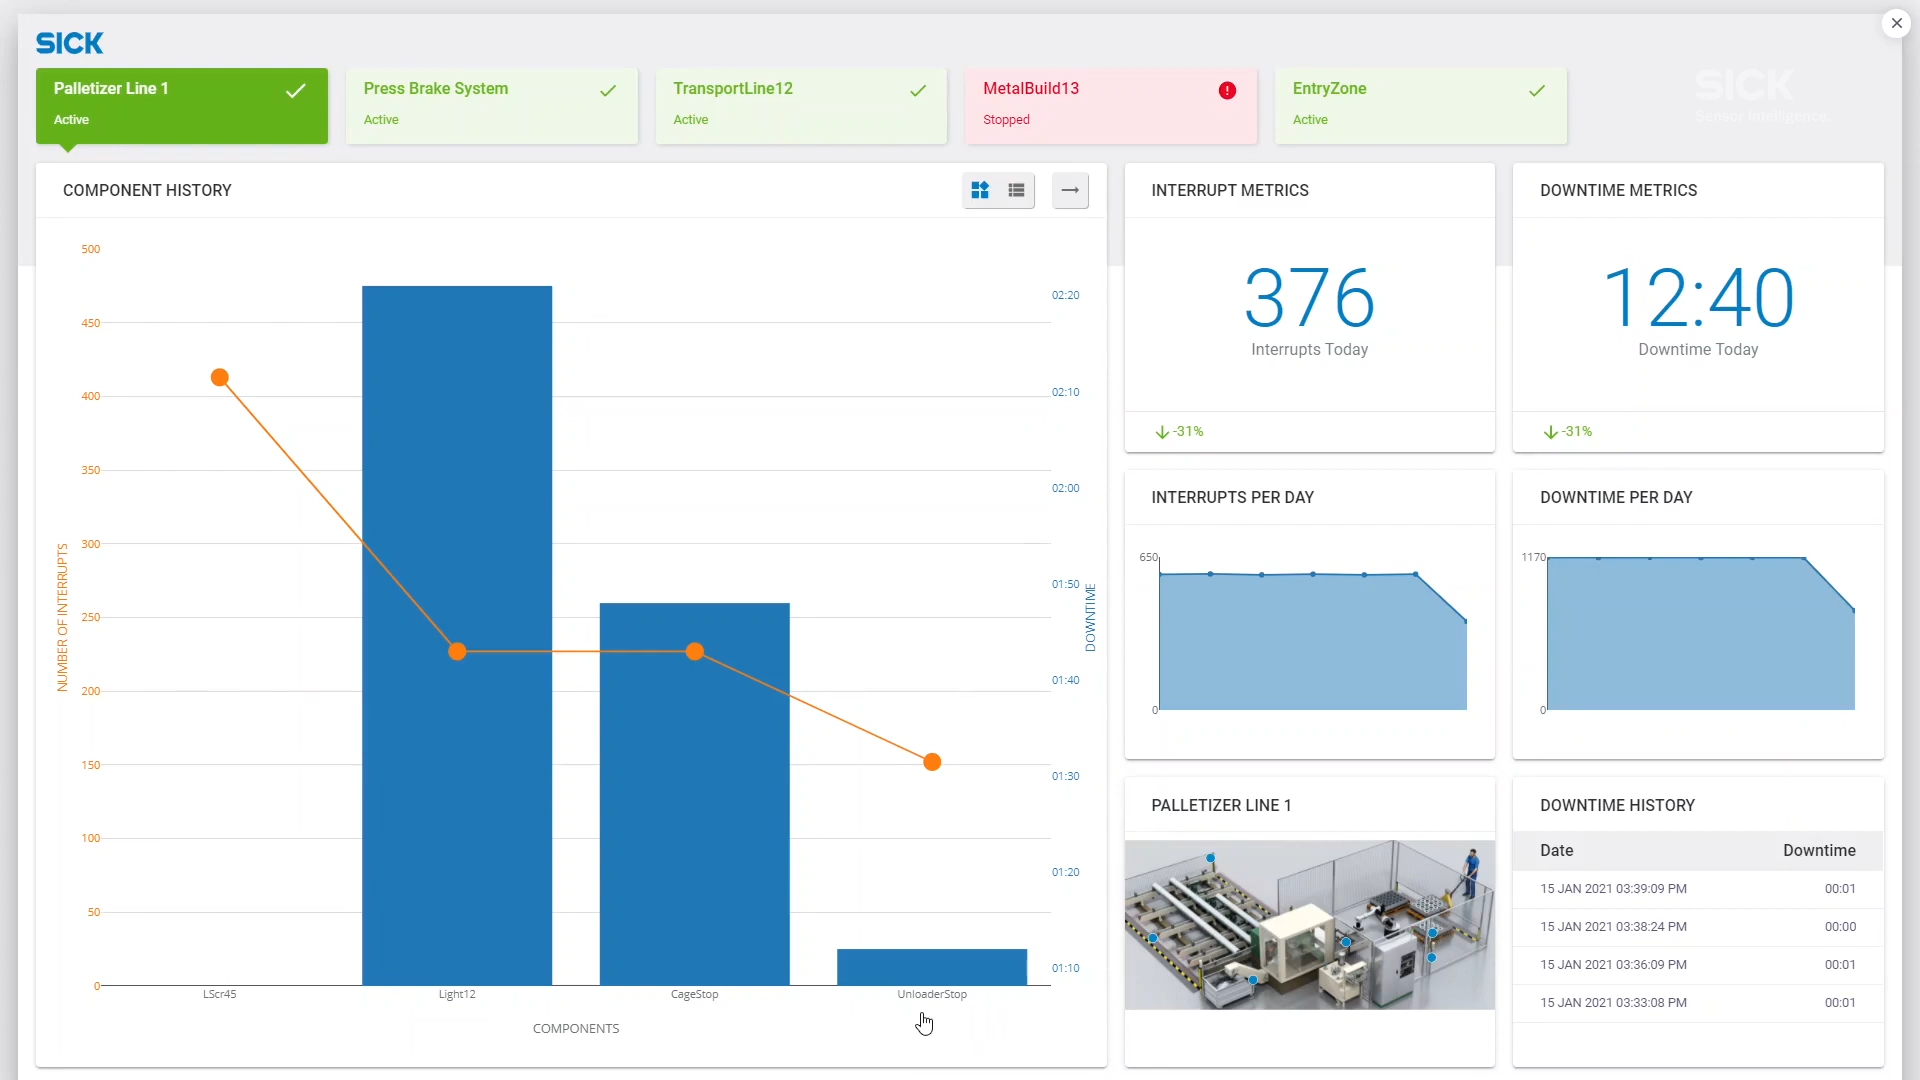 SICK
Palletizer Line 1
Active
Press Brake System
Active
TransportLine12
Active
MetalBuild13
Stopped
EntryZone
Active
SICK
Sensor Intelligence.
COMPONENT HISTORY
500
450
400
350
300
250
200
150
100
50
0
NUMBER OF INTERRUPTS
02:20
02:10
02:00
01:50
01:40
01:30
01:20
01:10
DOWNTIME
LScr45
Light12
CageStop
UnloaderStop
COMPONENTS
INTERRUPT METRICS
376
Interrupts Today
-31%
DOWNTIME METRICS
12:40
Downtime Today
-31%
INTERRUPTS PER DAY
650
0
DOWNTIME PER DAY
1170
0
PALLETIZER LINE 1
DOWNTIME HISTORY
Date Downtime
15 JAN 2021 03:39:09 PM 00:01
15 JAN 2021 03:38:24 PM 00:00
15 JAN 2021 03:36:09 PM 00:01
15 JAN 2021 03:33:08 PM 00:01